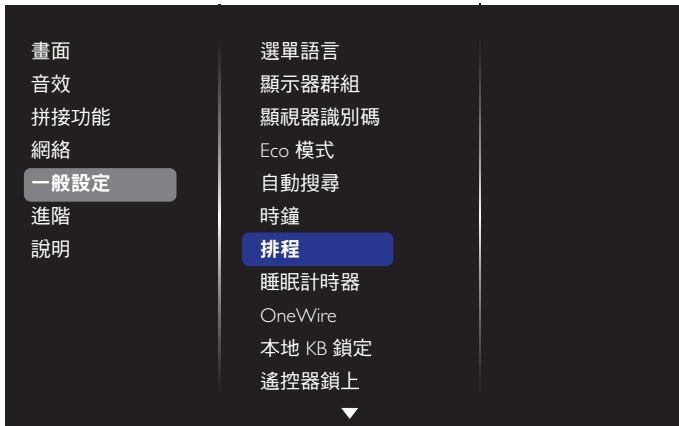 畫面
音效
拼接功能
網絡
一般設定
進階
說明
選單語言
顯示器群組
顯視器識別碼
Eco 模式
自動搜尋
時鐘
排程
睡眠計時器
OneWire
本地 KB 鎖定
遙控器鎖上